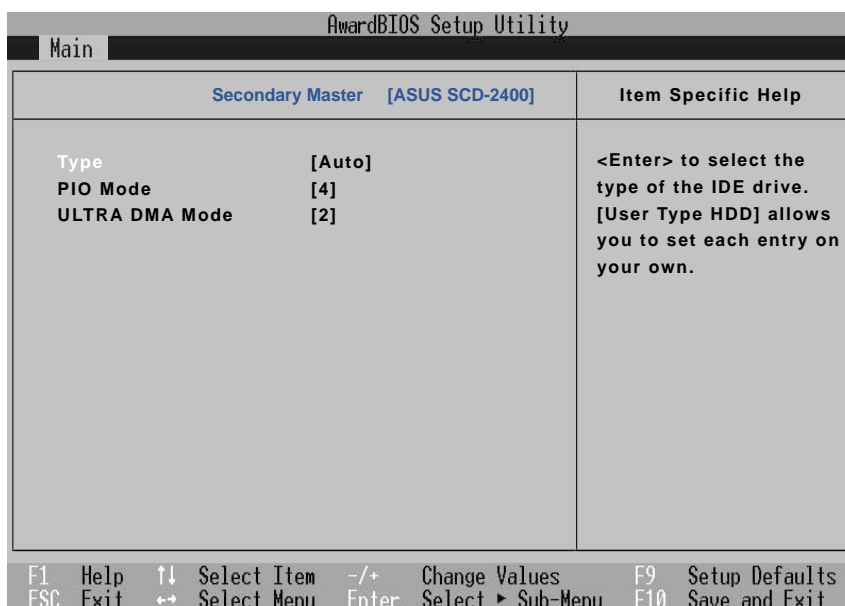 AwardBIOS Setup Utility
Main
Secondary Master [ASUS SCD-2400]
Item Specific Help
Type [Auto]
PIO Mode [4]
ULTRA DMA Mode [2]
<Enter> to select the
type of the IDE drive.
[User Type HDD] allows
you to set each entry on
your own.
F1 Help ↑↓ Select Item -/+ Change Values F9 Setup Defaults
ESC Exit ←→ Select Menu Enter Select ► Sub-Menu F10 Save and Exit